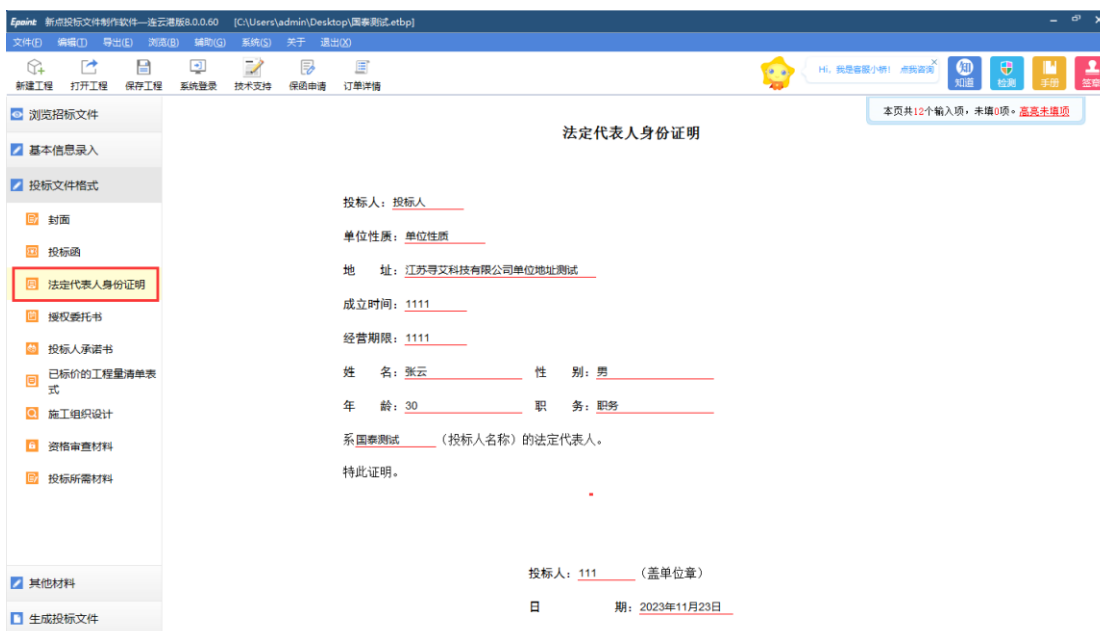 Epoint 新点投标文件制作软件—连云港版8.0.0.60 [C:\Users\admin\Desktop\国泰测试.etbp]
文件(F) 编辑(T) 导出(E) 浏览(B) 辅助(G) 系统(S) 关于 退出(X)
新建工程 打开工程 保存工程 系统登录 技术支持 保函申请 订单详情
Hi,我是客服小娇! 点我咨询
知 知道 检测 手册 签章
浏览招标文件
基本信息录入
投标文件格式
封面
投标函
法定代表人身份证明
授权委托书
投标人承诺书
已标价的工程量清单表
式
施工组织设计
资格审查材料
投标所需材料
其他材料
生成投标文件
本页共12个输入项,未填0项。高亮未填项
法定代表人身份证明
投标人:投标人
单位性质:单位性质
地 址:江苏寻艾科技有限公司单位地址测试
成立时间:1111
经营期限:1111
姓 名:张云 性 别:男
年 龄:30 职 务:职务
系国泰测试 (投标人名称)的法定代表人。
特此证明。
投标人:111 (盖单位章)
日 期:2023年11月23日